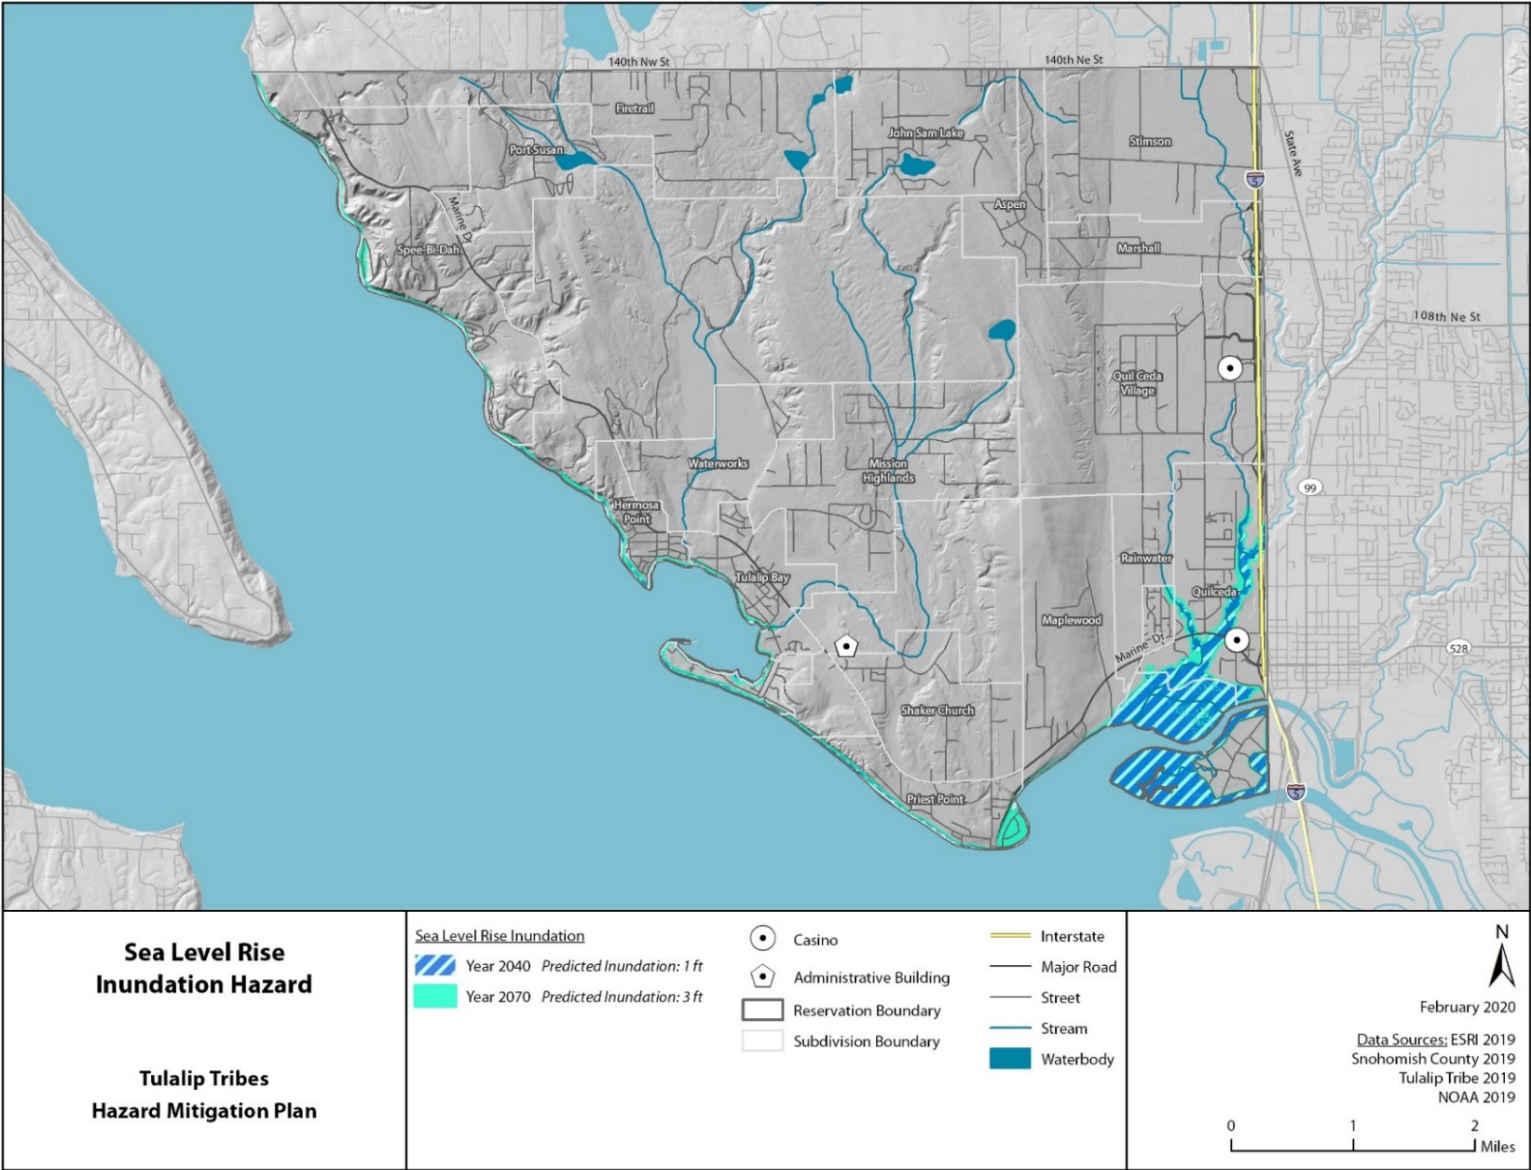 140th Nw St
140th Ne St
Firetrail
John Sam Lake
Stimson
State Ave
Port Susan
5
Aspen
Marine Dr
Spee-Bi-Dah
Marshall
108th Ne St
Quil Ceda
Village
Waterworks
Mission
Highlands
99
Hermosa
Point
Rainwater
Tulalip Bay
Quilceda
Maplewood
Marine Dr
528
Shaker Church
Priest Point
5
Sea Level Rise
Inundation Hazard
Tulalip Tribes
Hazard Mitigation Plan
Sea Level Rise Inundation
Year 2040 Predicted Inundation: 1 ft
Year 2070 Predicted Inundation: 3 ft
Casino
Administrative Building
Reservation Boundary
Subdivision Boundary
Interstate
Major Road
Street
Stream
Waterbody
N
February 2020
Data Sources: ESRI 2019
Snohomish County 2019
Tulalip Tribe 2019
NOAA 2019
0 1 2
Miles